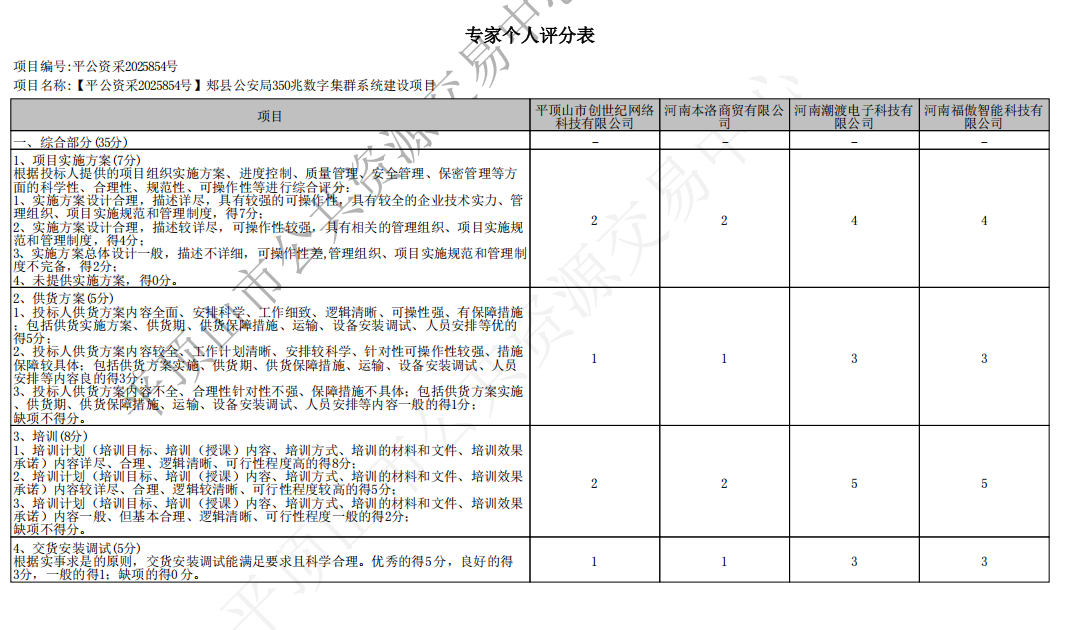 专家个人评分表
项目编号:平公资采2025854号
项目名称:【平公资采2025854号】郏县公安局350兆数字集群系统建设项目
项目
平顶山市创世纪网络
科技有限公司
河南本洛商贸有限公
司
河南潮渡电子科技有
限公司
河南福傲智能科技有
限公司
一、综合部分(35分)
-
-
-
-
1、项目实施方案(7分)
根据投标人提供的项目组织实施方案、进度控制、质量管理、安全管理、保密管理等方
面的科学性、合理性、规范性、可操作性等进行综合评分:
1、实施方案设计合理，描述详尽，具有较强的可操作性，具有较全的企业技术实力、管
理组织、项目实施规范和管理制度，得7分;
2、实施方案设计合理，描述较详尽，可操作性较强，具有相关的管理组织、项目实施规
范和管理制度，得4分;
3、实施方案总体设计一般，描述不详细，可操作性差,管理组织、项目实施规范和管理制
度不完备，得2分;
4、未提供实施方案，得0分。
2
2
4
4
2、供货方案(5分)
1、投标人供货方案内容全面、安排科学、工作细致、逻辑清晰、可操性强、有保障措施
；包括供货实施方案、供货期、供货保障措施、运输、设备安装调试、人员安排等优的
得5分;
2、投标人供货方案内容较全、工作计划清晰、安排较科学、针对性可操作性较强、措施
保障较具体；包括供货方案实施、供货期、供货保障措施、运输、设备安装调试、人员
安排等内容良的得3分;
3、投标人供货方案内容不全、合理性针对性不强、保障措施不具体；包括供货方案实施
、供货期、供货保障措施、运输、设备安装调试、人员安排等内容一般的得1分;
缺项不得分。
1
1
3
3
3、培训(8分)
1、培训计划（培训目标、培训（授课）内容、培训方式、培训的材料和文件、培训效果
承诺）内容详尽、合理、逻辑清晰、可行性程度高的得8分;
2、培训计划（培训目标、培训（授课）内容、培训方式、培训的材料和文件、培训效果
承诺）内容较详尽、合理、逻辑较清晰、可行性程度较高的得5分;
3、培训计划（培训目标、培训（授课）内容、培训方式、培训的材料和文件、培训效果
承诺）内容一般、但基本合理、逻辑清晰、可行性程度一般的得2分;
缺项不得分。
2
2
5
5
4、交货安装调试(5分)
根据实事求是的原则，交货安装调试能满足要求且科学合理。优秀的得5分，良好的得
3分，一般的得1；缺项的得0分。
1
1
3
3
平顶山市公共资源交易中心
平顶山市公共资源交易中心